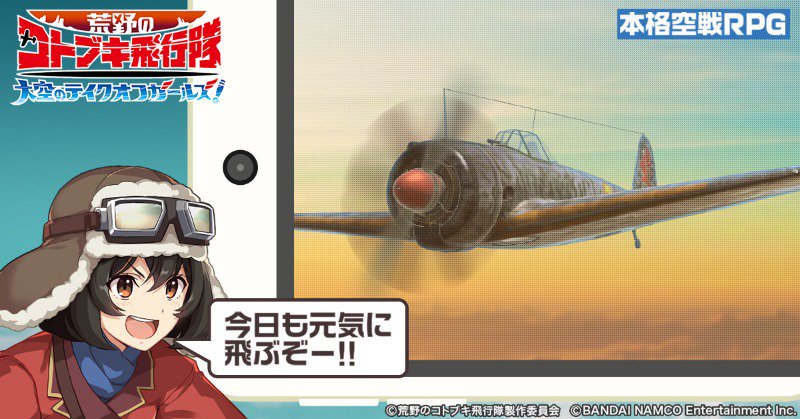 荒野の
コトブキ飛行隊
大空のテイクオフガールズ!
本格空戦RPG
今日も元気に
飛ぶぞー!!
©荒野のコトブキ飛行隊製作委員会 ©BANDAI NAMCO Entertainment Inc.